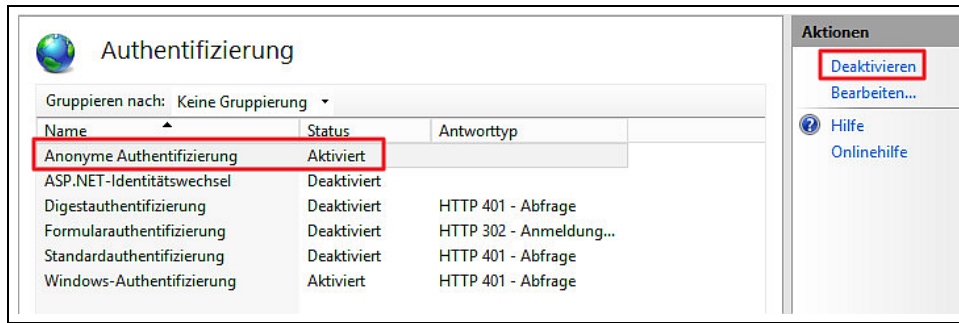 Authentifizierung
Gruppieren nach: Keine Gruppierung
Name Status Antworttyp
Anonyme Authentifizierung Aktiviert
ASP.NET-Identitätswechsel Deaktiviert
Digestauthentifizierung Deaktiviert HTTP 401 - Abfrage
Formularauthentifizierung Deaktiviert HTTP 302 - Anmeldung...
Standardauthentifizierung Deaktiviert HTTP 401 - Abfrage
Windows-Authentifizierung Aktiviert HTTP 401 - Abfrage
Aktionen
Deaktivieren
Bearbeiten...
Hilfe
Onlinehilfe